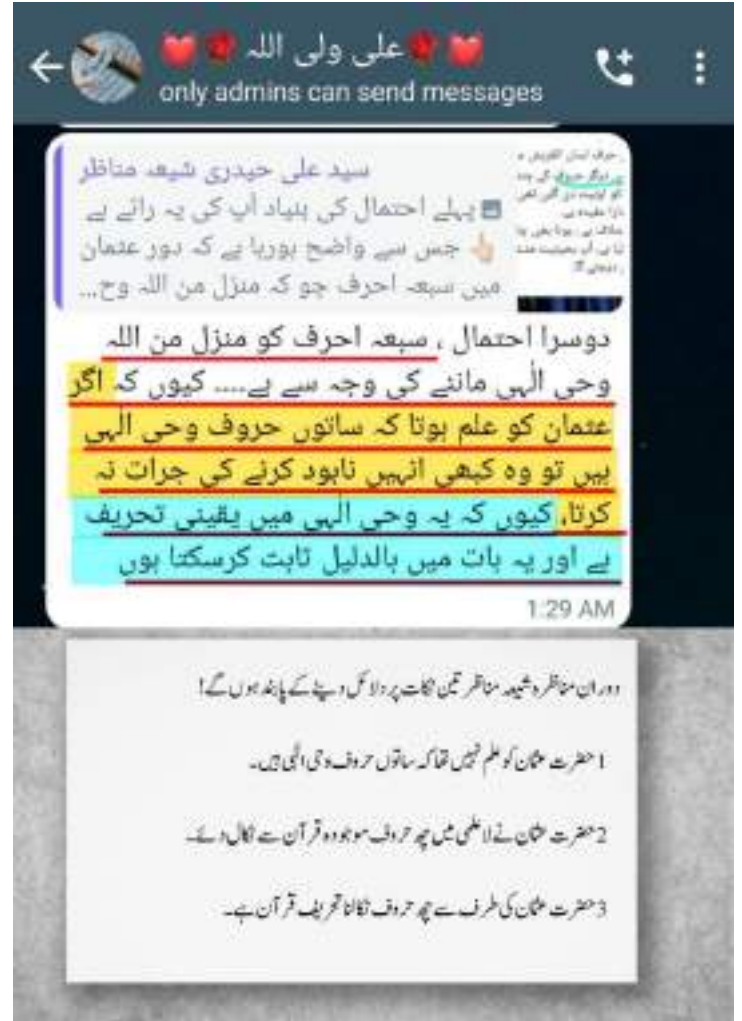 علی ولی اللہ
only admins can send messages
سید علی حیدری شیعہ مناظر
پہلے احتمال کی بنیاد آپ کی یہ رائے ہے
جس سے واضح ہورہا ہے کہ دور عثمان
میں سبعہ احرف جو کہ منزل من اللہ وح...
دوسرا احتمال ، سبعہ احرف کو منزل من اللہ
وحی الٰہی ماننے کی وجہ سے ہے.... کیوں کہ اگر
عثمان کو علم ہوتا کہ ساتوں حروف وحی الٰہی
ہیں تو وہ کبھی انہیں نابود کرنے کی جرات نہ
کرتا، کیوں کہ یہ وحی الٰہی میں یقینی تحریف
ہے اور یہ بات میں بالدلیل ثابت کرسکتا ہوں
1:29 AM
دوران مناظرہ شیعہ مناظر تین نکات پر دلائل دینے کے پابند ہوں گے!
1 حضرت عثمان کو علم نہیں تھا کہ ساتوں حروف وحی الٰہی ہیں۔
2 حضرت عثمان نے لاعلمی میں چھ حروف موجودہ قرآن سے نکال دئے۔
3 حضرت عثمان کی طرف سے چھ حروف نکالنا تحریف قرآن ہے۔